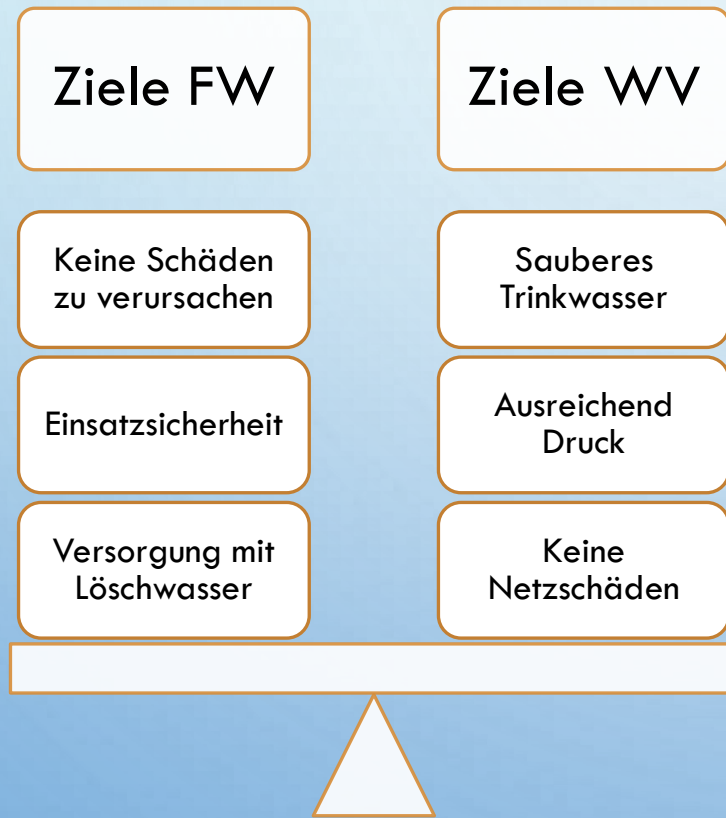 Ziele FW
Ziele WV
Keine Schäden
zu verursachen
Sauberes
Trinkwasser
Einsatzsicherheit
Ausreichend
Druck
Versorgung mit
Löschwasser
Keine
Netzschäden